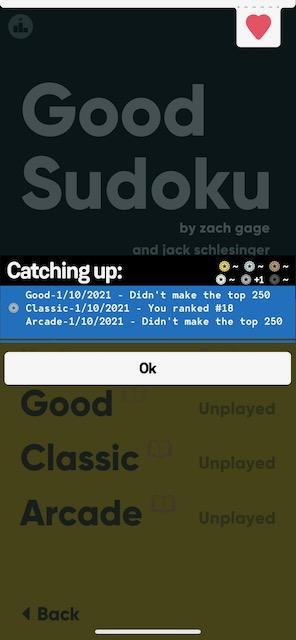 Good
Sudoku
by zach gage
and jack schlesinger
Catching up:
~ ~ ~
~ +1 ~
Good-1/10/2021 - Didn't make the top 250
Classic-1/10/2021 - You ranked #18
Arcade-1/10/2021 - Didn't make the top 250
Ok
Good Unplayed
Classic Unplayed
Arcade Unplayed
Back